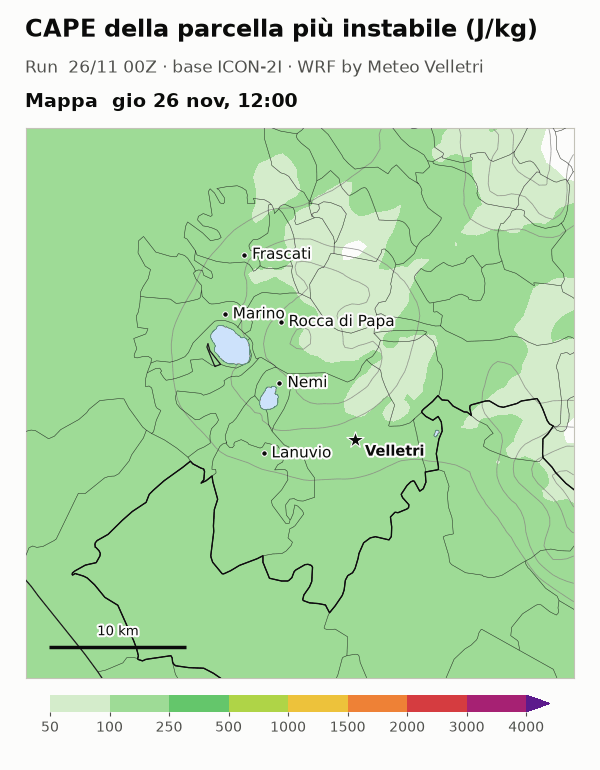 CAPE della parcella più instabile (J/kg)
Run  26/11 00Z · base ICON-2I · WRF by Meteo Velletri
Mappa  gio 26 nov, 12:00
Frascati
Marino
Rocca di Papa
Nemi
Velletri
Lanuvio
10 km
50 100 250 500 1000 1500 2000 3000 4000